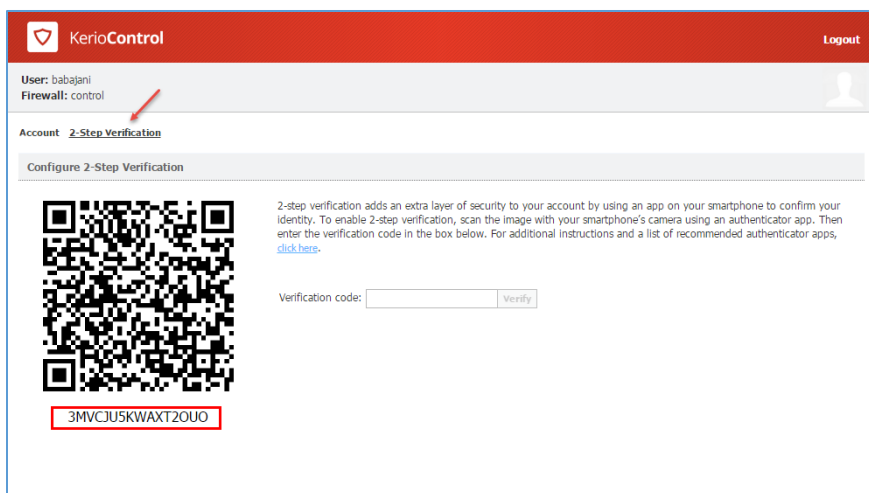 KerioControl
Logout
User: babajani
Firewall: control
Account 2-Step Verification
Configure 2-Step Verification
2-step verification adds an extra layer of security to your account by using an app on your smartphone to confirm your
identity. To enable 2-step verification, scan the image with your smartphone's camera using an authenticator app. Then
enter the verification code in the box below. For additional instructions and a list of recommended authenticator apps,
click here.
Verification code: Verify
3MVCJU5KWAXT2OUO